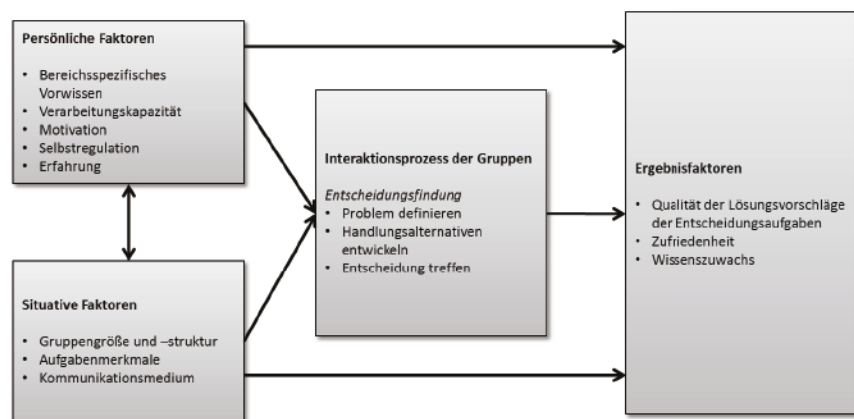 Persönliche Faktoren
• Bereichsspezifisches
Vorwissen
• Verarbeitungskapazität
• Motivation
• Selbstregulation
• Erfahrung
Situative Faktoren
• Gruppengröße und –struktur
• Aufgabenmerkmale
• Kommunikationsmedium
Interaktionsprozess der Gruppen
Entscheidungsfindung
• Problem definieren
• Handlungsalternativen
entwickeln
• Entscheidung treffen
Ergebnisfaktoren
• Qualität der Lösungsvorschläge
der Entscheidungsaufgaben
• Zufriedenheit
• Wissenszuwachs